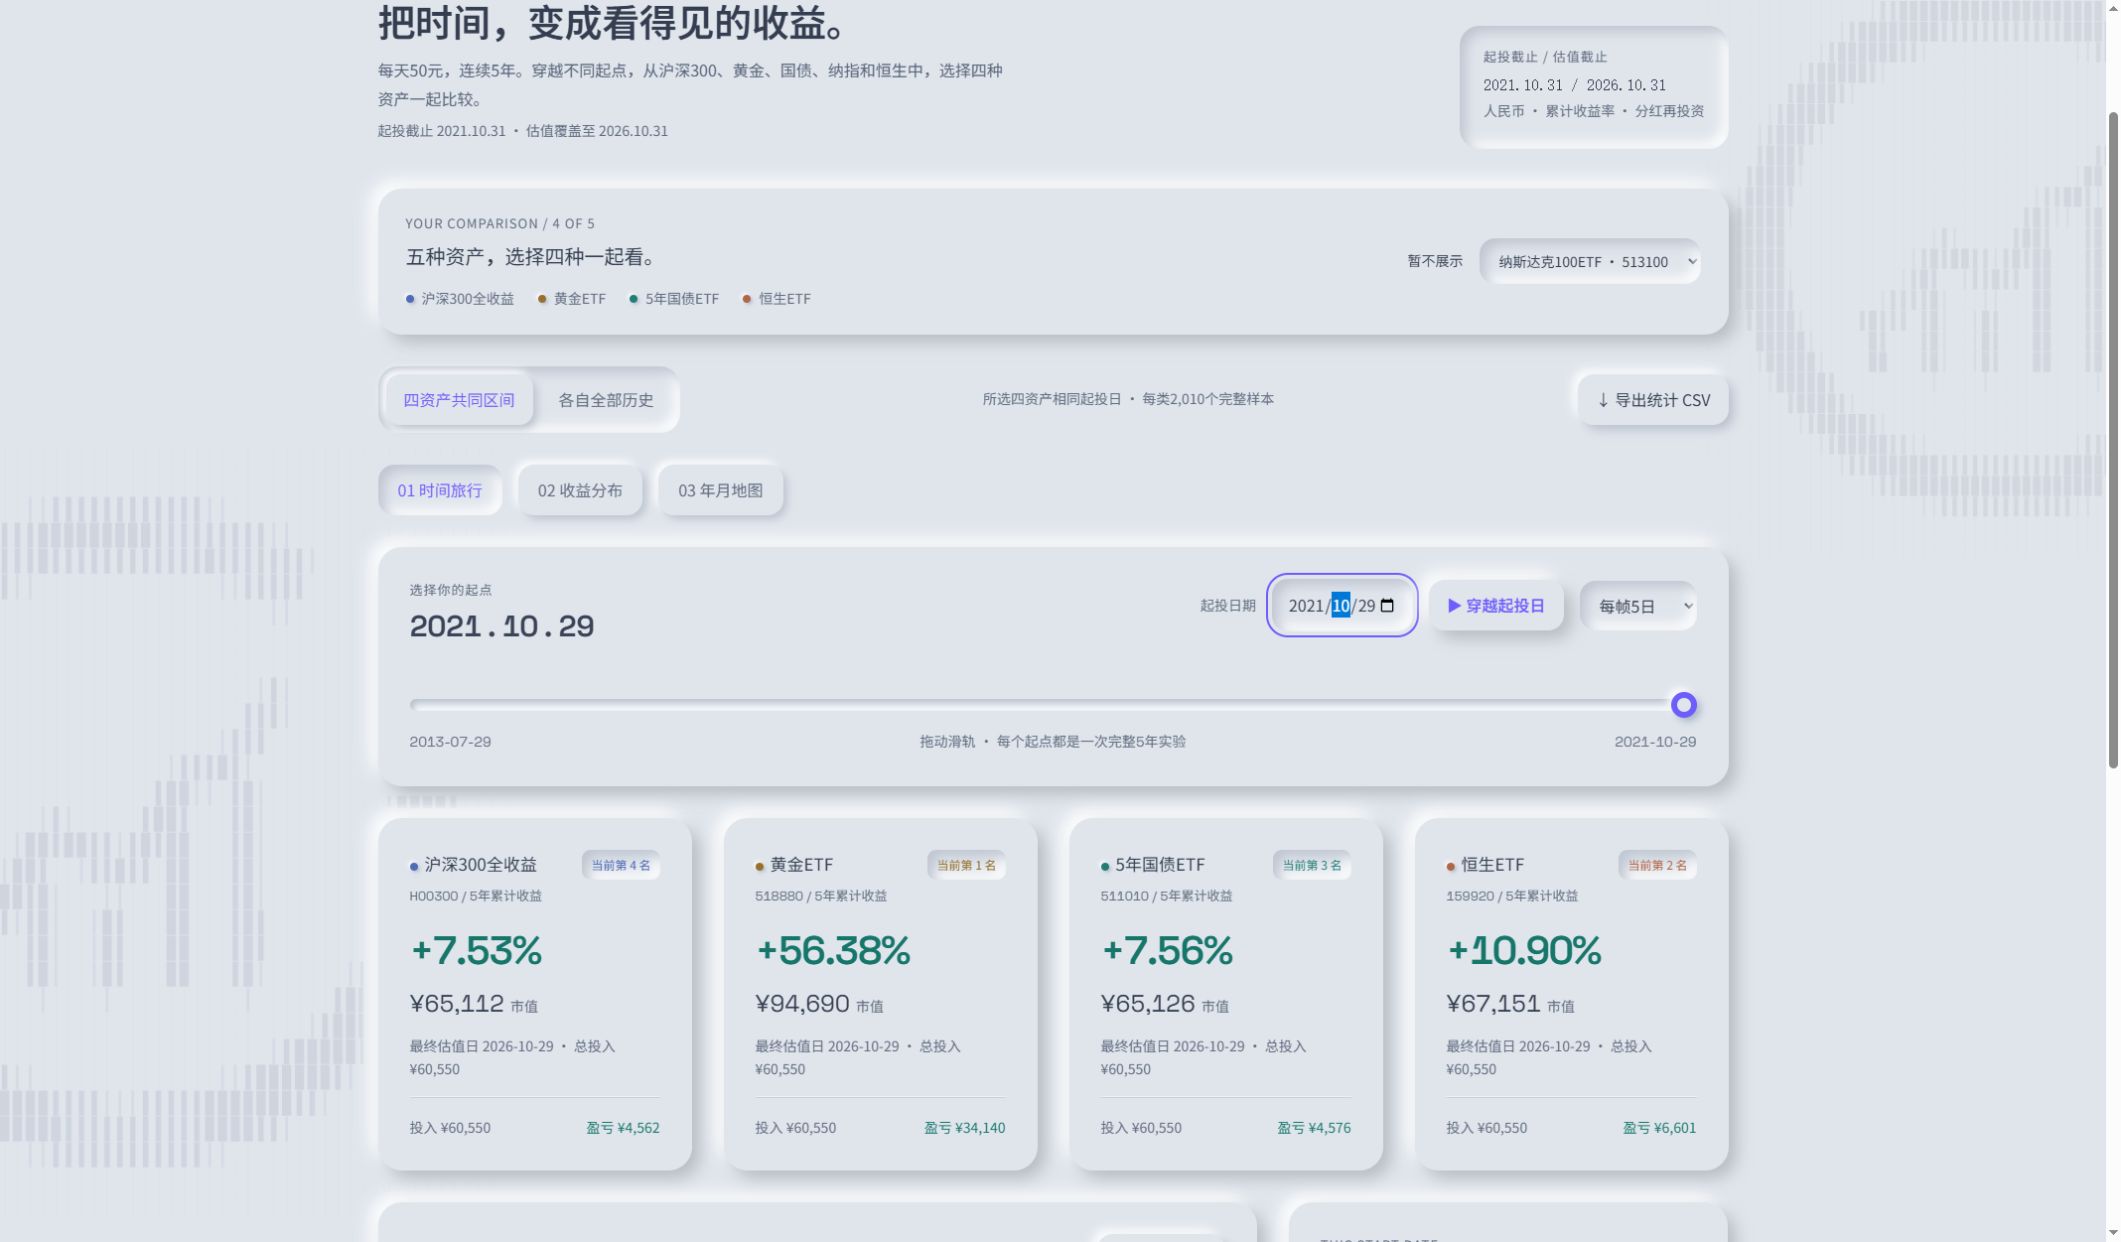 把时间，变成看得见的收益。
每天50元，连续5年。穿越不同起点，从沪深300、黄金、国债、纳指和恒生中，选择四种
资产一起比较。
起投截止 2021.10.31 · 估值覆盖至 2026.10.31
起投截止 / 估值截止
2021.10.31 / 2026.10.31
人民币 · 累计收益率 · 分红再投资
YOUR COMPARISON / 4 OF 5
五种资产，选择四种一起看。
沪深300全收益 黄金ETF 5年国债ETF 恒生ETF
暂不展示 纳斯达克100ETF · 513100
四资产共同区间 各自全部历史
所选四资产相同起投日 · 每类2,010个完整样本
↓ 导出统计 CSV
01 时间旅行 02 收益分布 03 年月地图
选择你的起点
2021.10.29
起投日期 2021/10/29 ▶ 穿越起投日 每帧5日
2013-07-29 拖动滑轨 · 每个起点都是一次完整5年实验 2021-10-29
沪深300全收益 当前第 4 名
H00300 / 5年累计收益
+7.53%
¥65,112 市值
最终估值日 2026-10-29 · 总投入
¥60,550
投入 ¥60,550 盈亏 ¥4,562
黄金ETF 当前第 1 名
518880 / 5年累计收益
+56.38%
¥94,690 市值
最终估值日 2026-10-29 · 总投入
¥60,550
投入 ¥60,550 盈亏 ¥34,140
5年国债ETF 当前第 3 名
511010 / 5年累计收益
+7.56%
¥65,126 市值
最终估值日 2026-10-29 · 总投入
¥60,550
投入 ¥60,550 盈亏 ¥4,576
恒生ETF 当前第 2 名
159920 / 5年累计收益
+10.90%
¥67,151 市值
最终估值日 2026-10-29 · 总投入
¥60,550
投入 ¥60,550 盈亏 ¥6,601